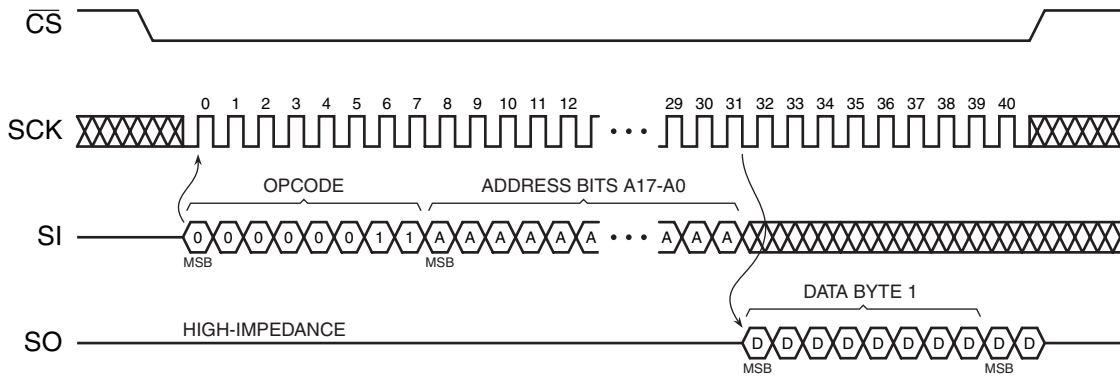 CS
0 1 2 3 4 5 6 7 8 9 10 11 12 29 30 31 32 33 34 35 36 37 38 39 40
SCK
OPCODE ADDRESS BITS A17-A0
SI 0 0 0 0 0 0 1 1 A A A A A A A A A
MSB MSB
DATA BYTE 1
HIGH-IMPEDANCE
SO D D D D D D D D D D
MSB MSB